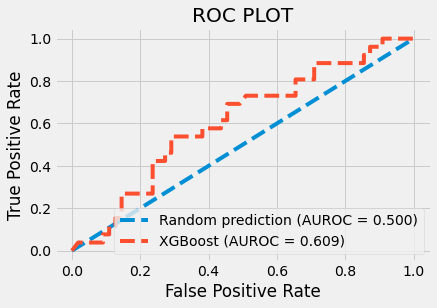 ROC PLOT
True Positive Rate
1.0
0.8
0.6
0.4
0.2
0.0
Random prediction (AUROC = 0.500)
XGBoost (AUROC = 0.609)
0.0 0.2 0.4 0.6 0.8 1.0
False Positive Rate